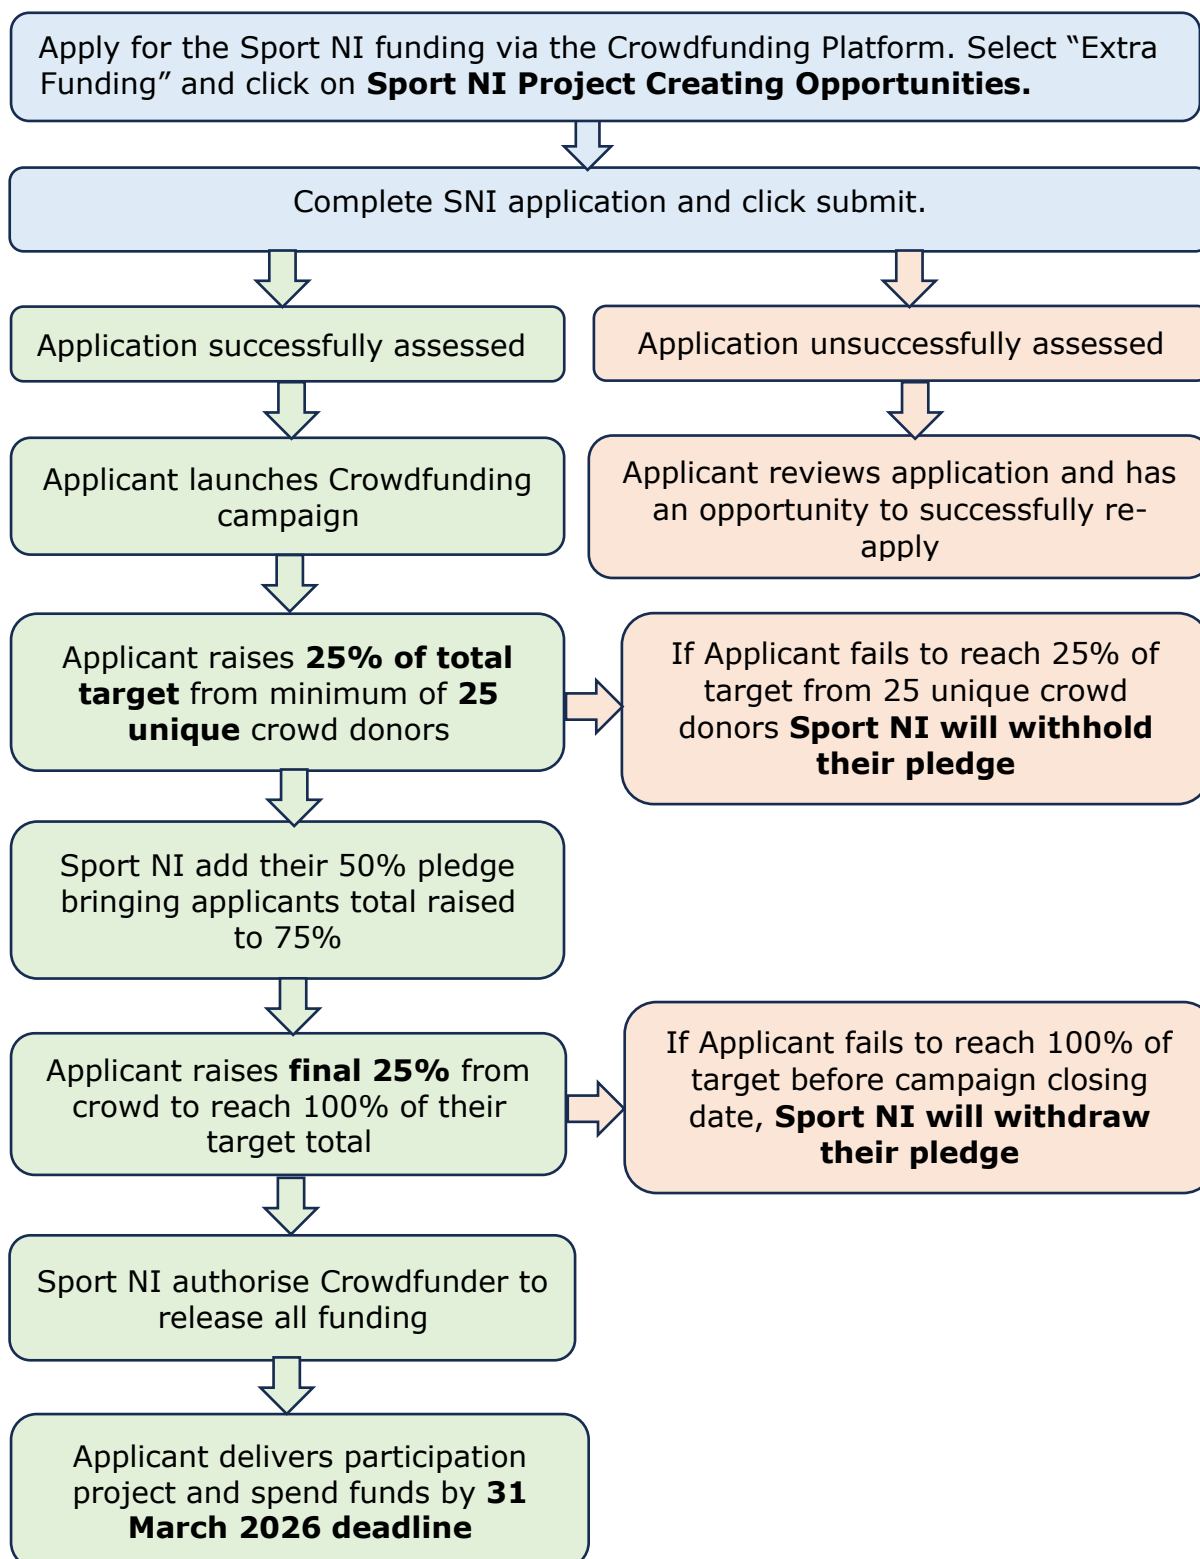 Apply for the Sport NI funding via the Crowdfunding Platform. Select “Extra
Funding” and click on Sport NI Project Creating Opportunities.
Complete SNI application and click submit.
Application successfully assessed
Application unsuccessfully assessed
Applicant launches Crowdfunding
campaign
Applicant reviews application and has
an opportunity to successfully re-
apply
Applicant raises 25% of total
target from minimum of 25
unique crowd donors
If Applicant fails to reach 25% of
target from 25 unique crowd
donors Sport NI will withhold
their pledge
Sport NI add their 50% pledge
bringing applicants total raised
to 75%
Applicant raises final 25% from
crowd to reach 100% of their
target total
If Applicant fails to reach 100% of
target before campaign closing
date, Sport NI will withdraw
their pledge
Sport NI authorise Crowdfunder to
release all funding
Applicant delivers participation
project and spend funds by 31
March 2026 deadline